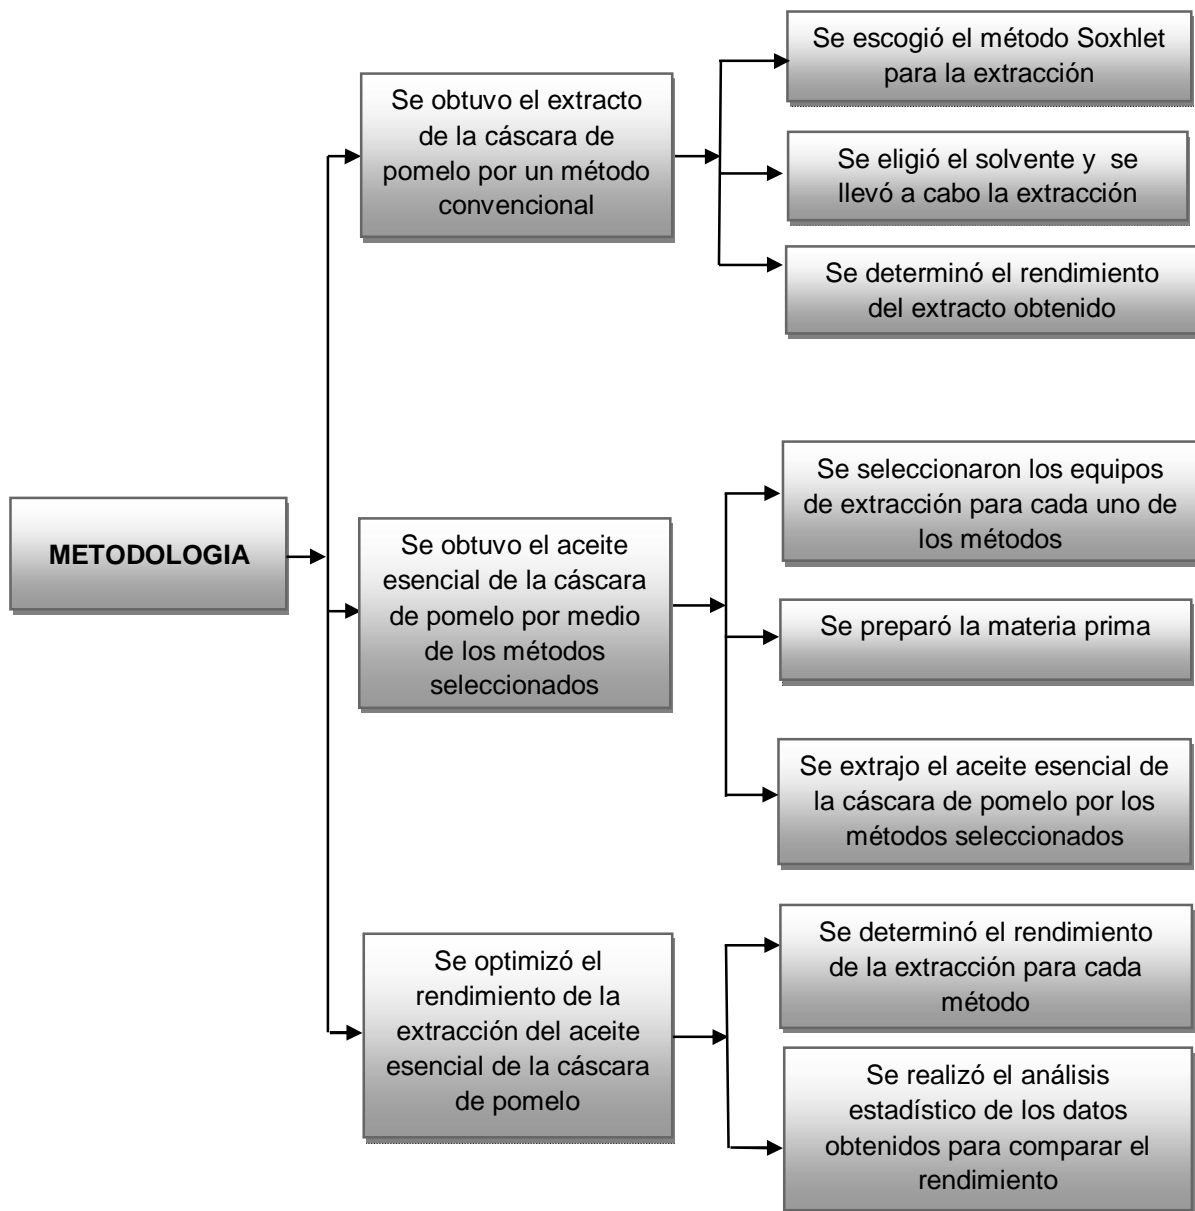 METODOLOGIA
Se obtuvo el extracto
de la cáscara de
pomelo por un método
convencional
Se escogió el método Soxhlet
para la extracción
Se eligió el solvente y se
llevó a cabo la extracción
Se determinó el rendimiento
del extracto obtenido
Se obtuvo el aceite
esencial de la cáscara
de pomelo por medio
de los métodos
seleccionados
Se seleccionaron los equipos
de extracción para cada uno de
los métodos
Se preparó la materia prima
Se extrajo el aceite esencial de
la cáscara de pomelo por los
métodos seleccionados
Se optimizó el
rendimiento de la
extracción del aceite
esencial de la cáscara
de pomelo
Se determinó el rendimiento
de la extracción para cada
método
Se realizó el análisis
estadístico de los datos
obtenidos para comparar el
rendimiento